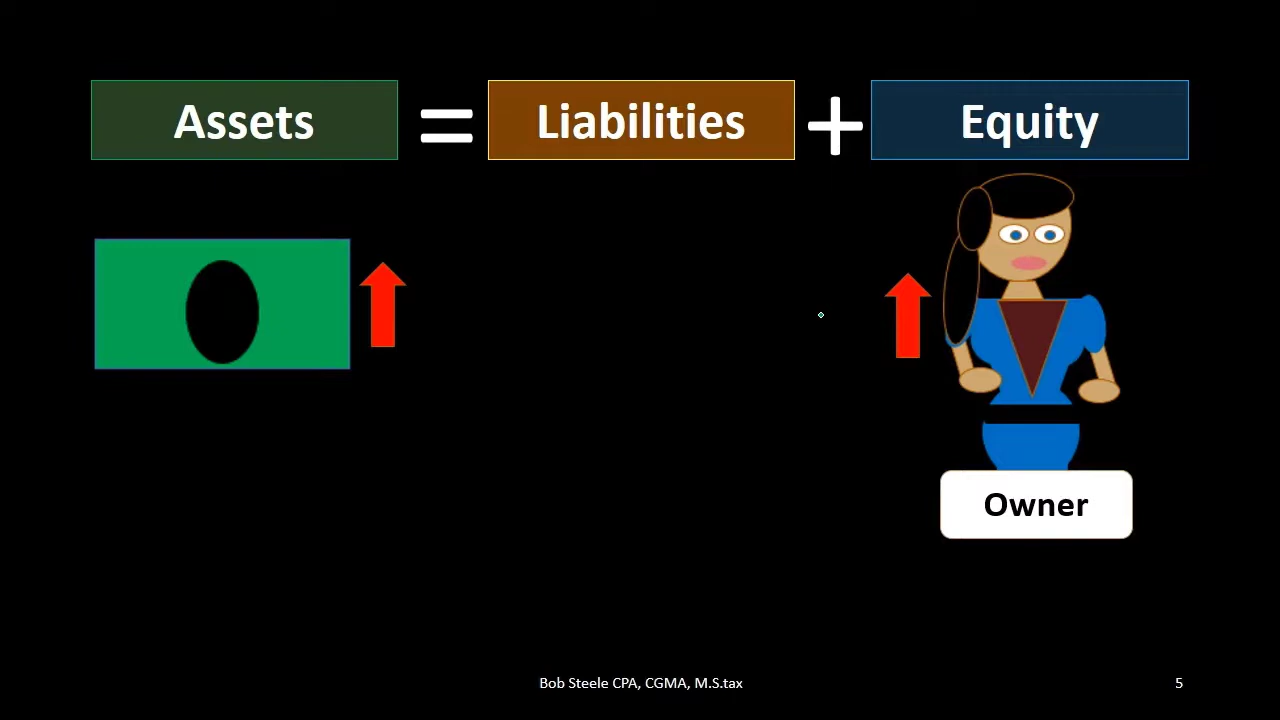 Assets = Liabilities + Equity
Owner
Bob Steele CPA, CGMA, M.S.tax
5